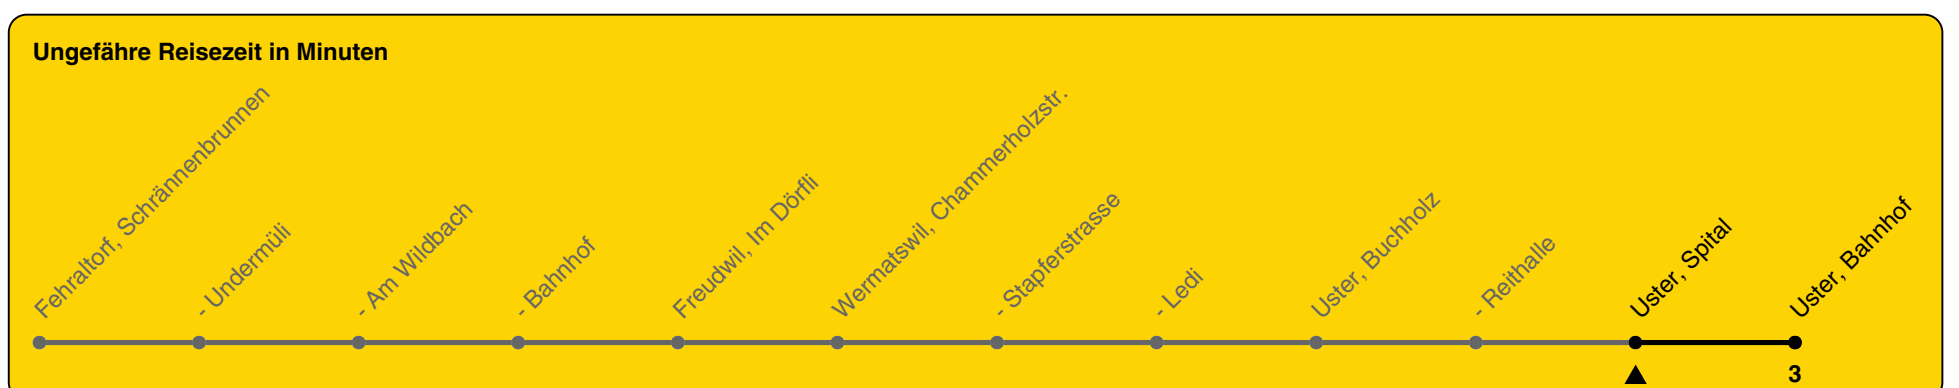 Ungefähre Reisezeit in Minuten
Fehraltorf, Schrännenbrunnen
- Undermüli
- Am Wildbach
- Bahnhof
Freudwil, Im Dörfli
Wermatswil, Chammerholzstr.
- Stapferstrasse
- Ledi
Uster, Buchholz
- Reithalle
Uster, Spital
Uster, Bahnhof
3